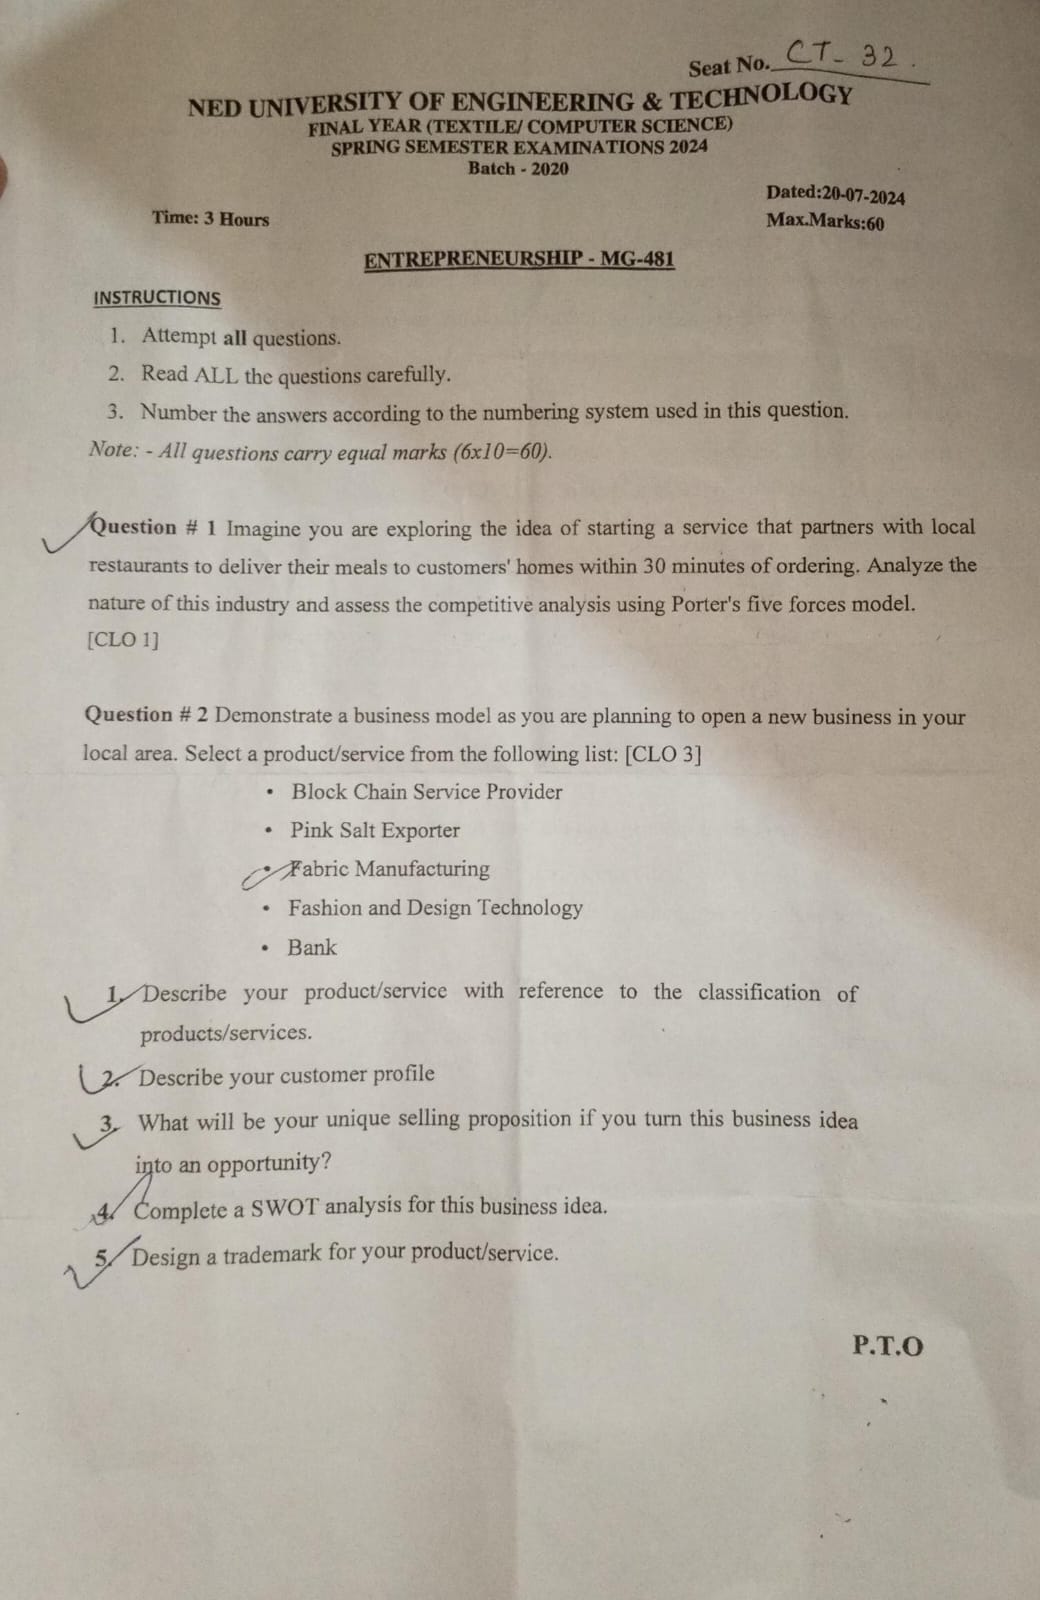 Seat No. CT- 32.
NED UNIVERSITY OF ENGINEERING & TECHNOLOGY
FINAL YEAR (TEXTILE/ COMPUTER SCIENCE)
SPRING SEMESTER EXAMINATIONS 2024
Batch - 2020
Dated:20-07-2024
Time: 3 Hours
Max.Marks:60
ENTREPRENEURSHIP - MG-481
INSTRUCTIONS
1. Attempt all questions.
2. Read ALL the questions carefully.
3. Number the answers according to the numbering system used in this question.
Note: - All questions carry equal marks (6x10=60).
Question # 1 Imagine you are exploring the idea of starting a service that partners with local
restaurants to deliver their meals to customers' homes within 30 minutes of ordering. Analyze the
nature of this industry and assess the competitive analysis using Porter's five forces model.
[CLO 1]
Question # 2 Demonstrate a business model as you are planning to open a new business in your
local area. Select a product/service from the following list: [CLO 3]
• Block Chain Service Provider
• Pink Salt Exporter
• Fabric Manufacturing
• Fashion and Design Technology
• Bank
1. Describe your product/service with reference to the classification of
products/services.
2. Describe your customer profile
3. What will be your unique selling proposition if you turn this business idea
into an opportunity?
4. Complete a SWOT analysis for this business idea.
5. Design a trademark for your product/service.
P.T.O